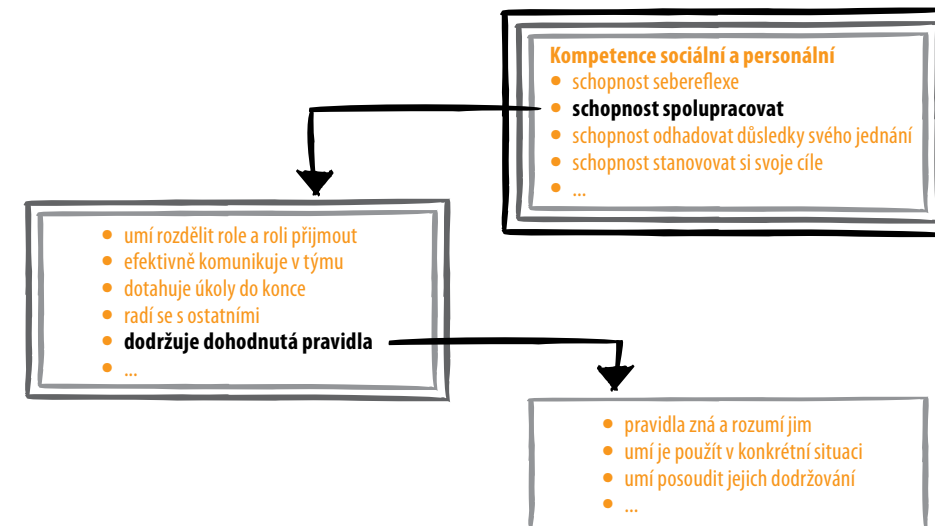 Kompetence sociální a personální
• schopnost sebereflexe
• schopnost spolupracovat
• schopnost odhadovat důsledky svého jednání
• schopnost stanovovat si svoje cíle
• ...
• umí rozdělit role a roli přijmout
• efektivně komunikuje v týmu
• dotahuje úkoly do konce
• radí se s ostatními
• dodržuje dohodnutá pravidla
• ...
• pravidla zná a rozumí jim
• umí je použít v konkrétní situaci
• umí posoudit jejich dodržování
• ...